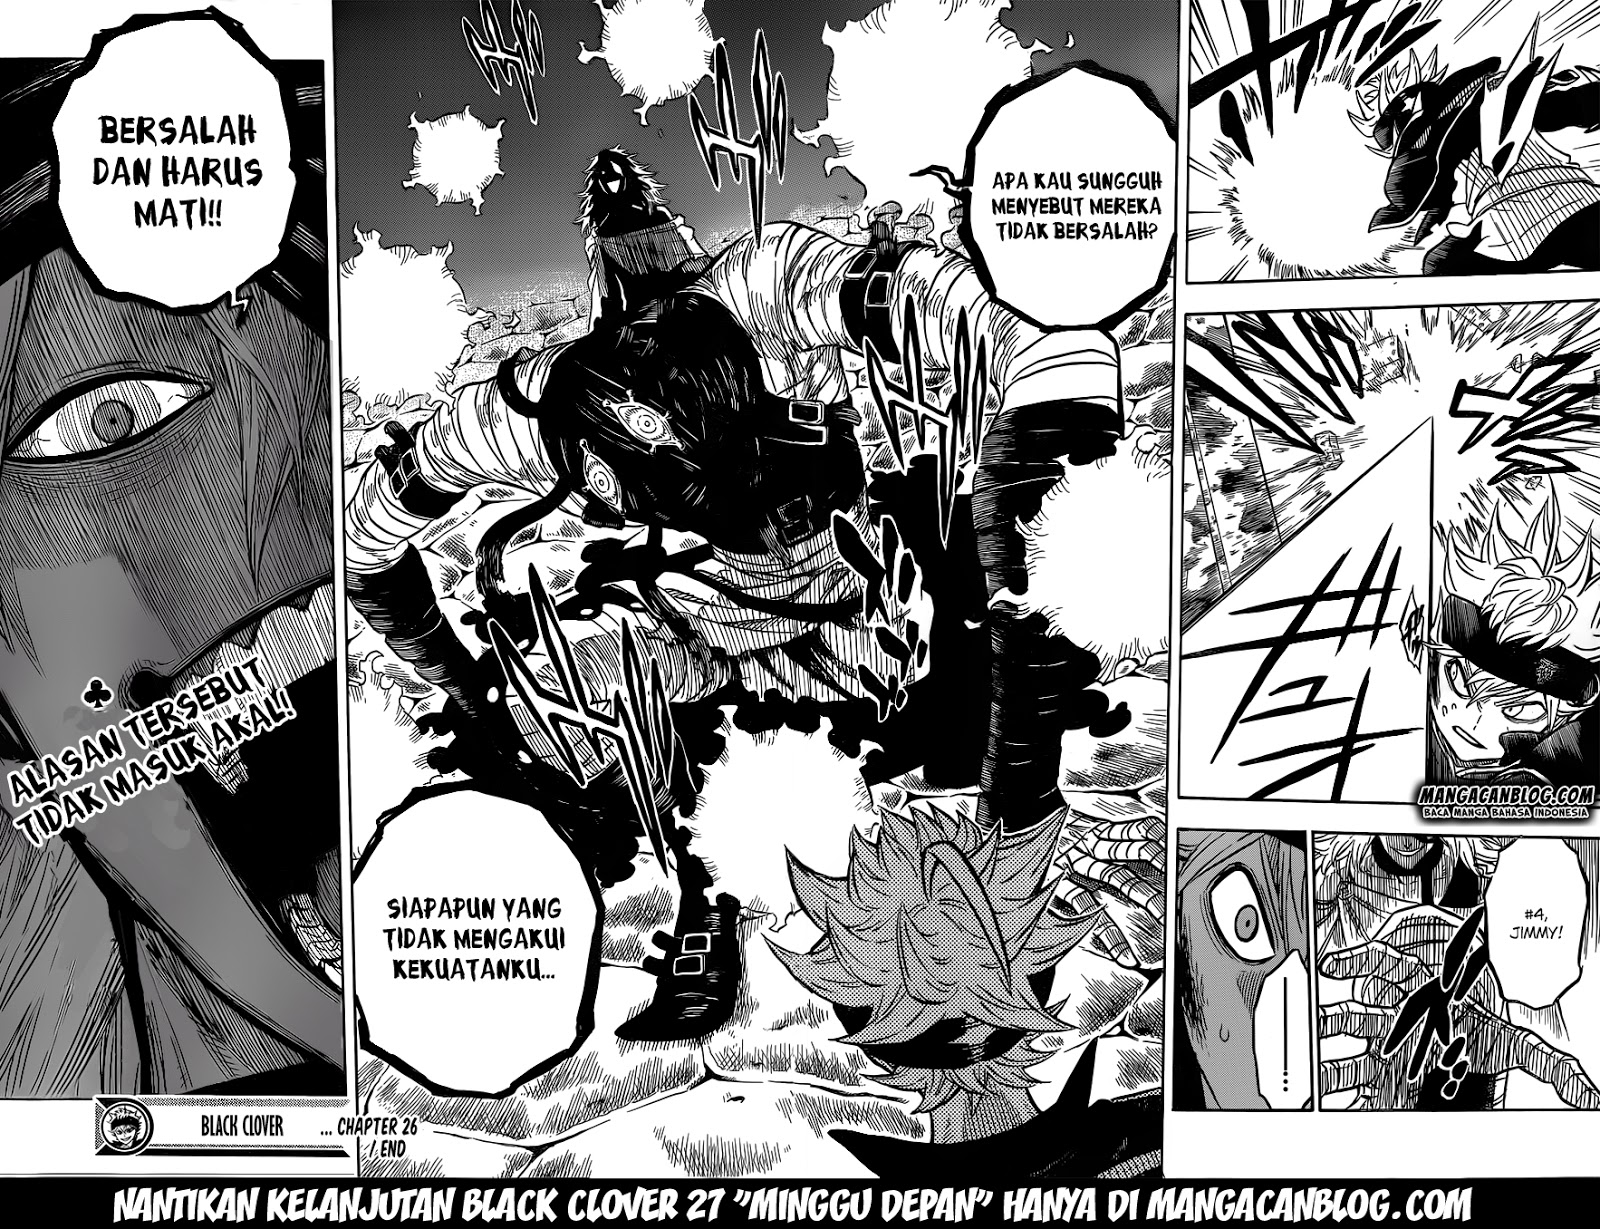 APA KAU SUNGGUH
MENYEBUT MEREKA
TIDAK BERSALAH?
MANGACANBLOG.COM
BACA MANGA BAHASA INDONESIA
#4,
JIMMY!
......
SIAPAPUN YANG
TIDAK MENGAKUI
KEKUATANKU...
BERSALAH
DAN HARUS
MATI!!
ALASAN TERSEBUT
TIDAK MASUK AKAL!
BLACK CLOVER ... CHAPTER 26
/ END
NANTIKAN KELANJUTAN BLACK CLOVER 27 "MINGGU DEPAN" HANYA DI MANGACANBLOG.COM